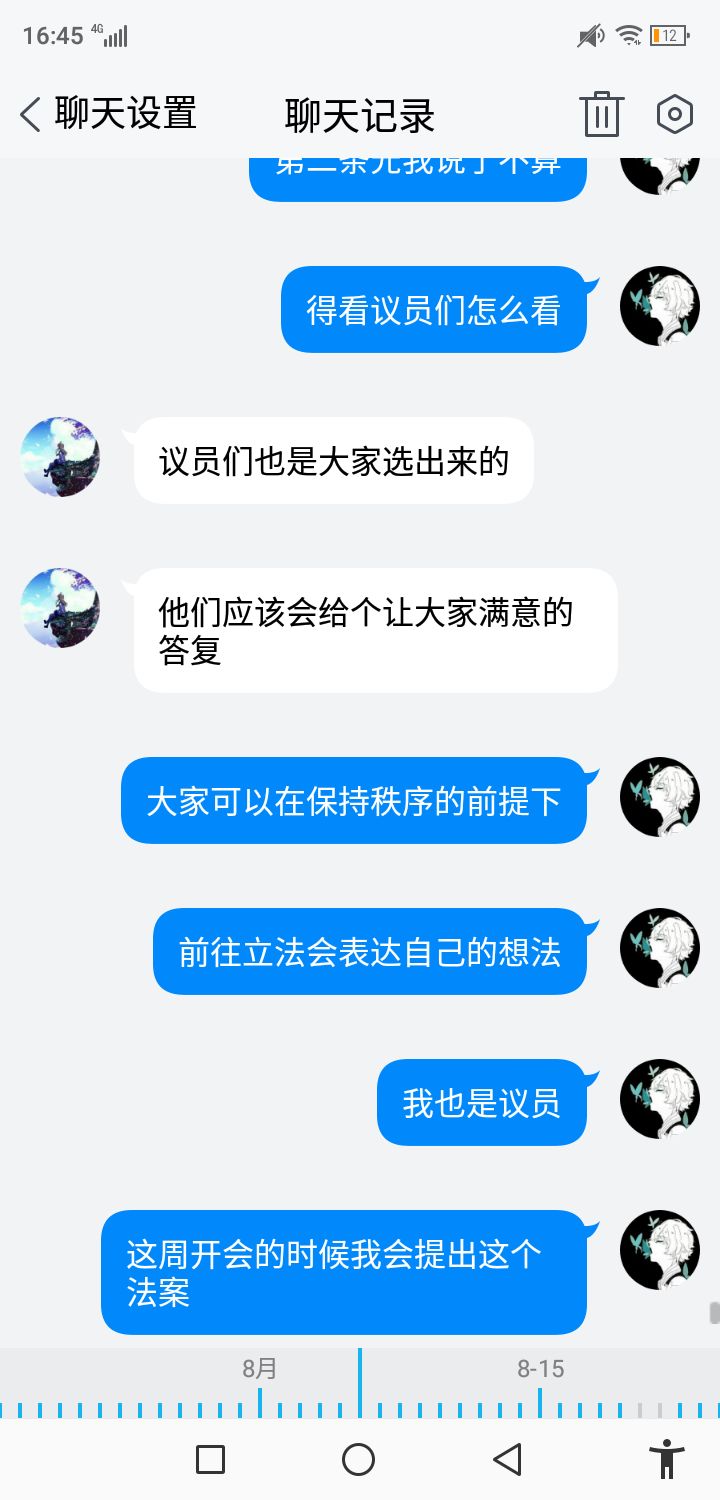 16:45 4G 12
聊天设置 聊天记录
得看议员们怎么看
议员们也是大家选出来的
他们应该会给个让大家满意的
答复
大家可以在保持秩序的前提下
前往立法会表达自己的想法
我也是议员
这周开会的时候我会提出这个
法案
8月 8-15